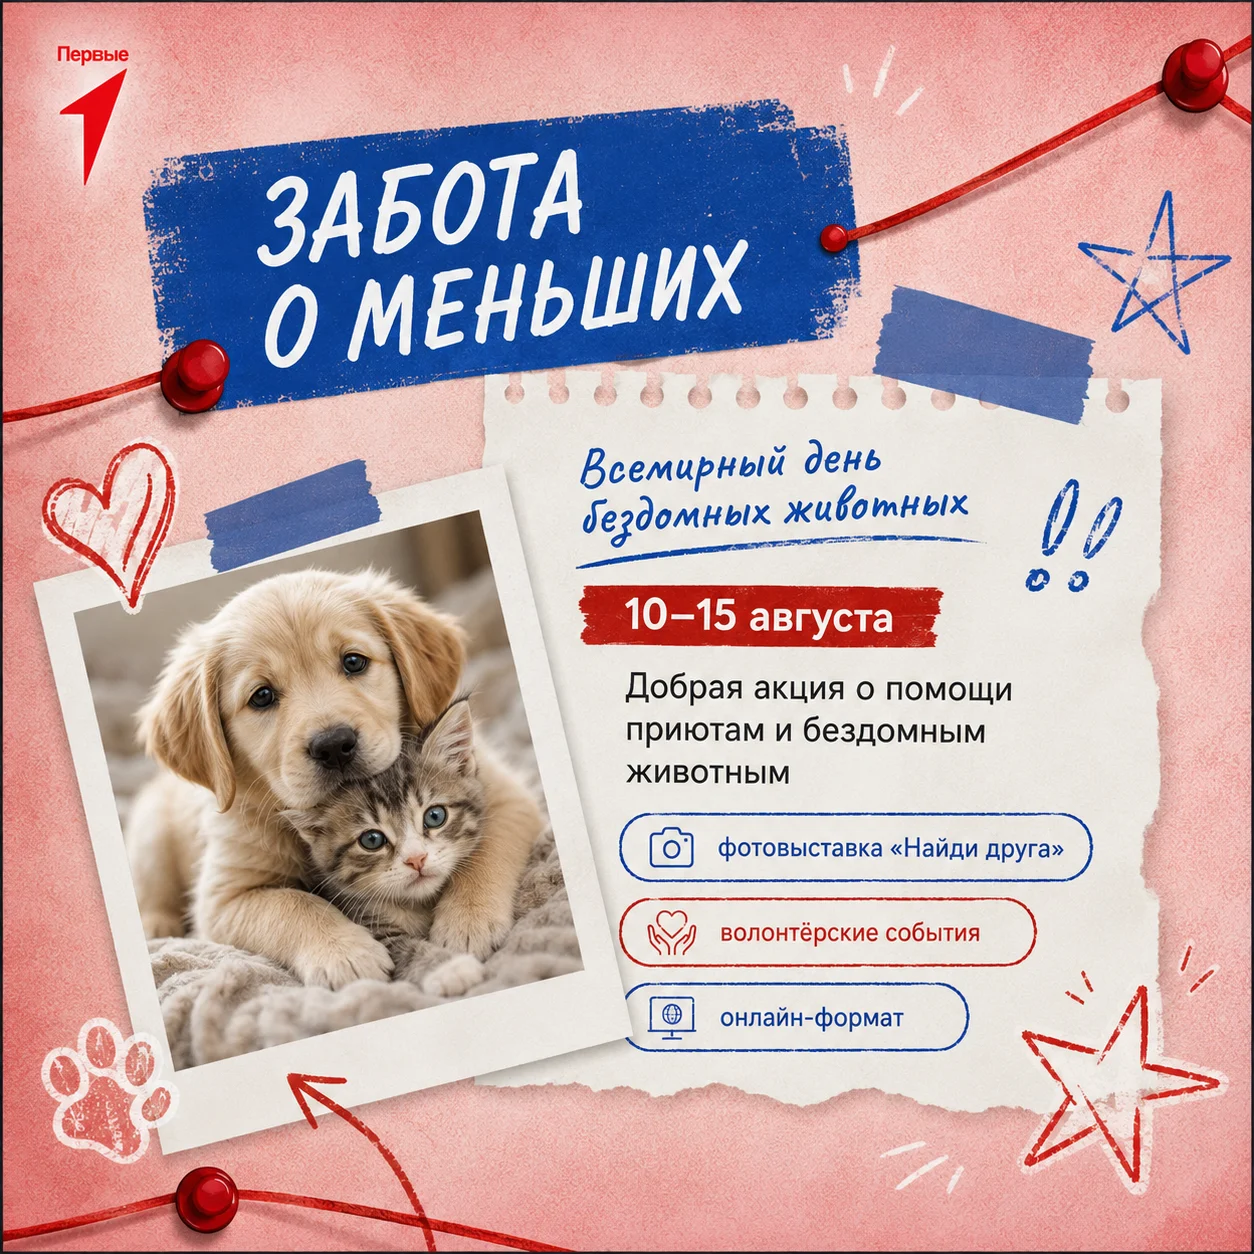 Первые
ЗАБОТА
О МЕНЬШИХ
Всемирный день
бездомных животных
10–15 августа
Добрая акция о помощи
приютам и бездомным
животным
фотовыставка «Найди друга»
волонтёрские события
онлайн-формат